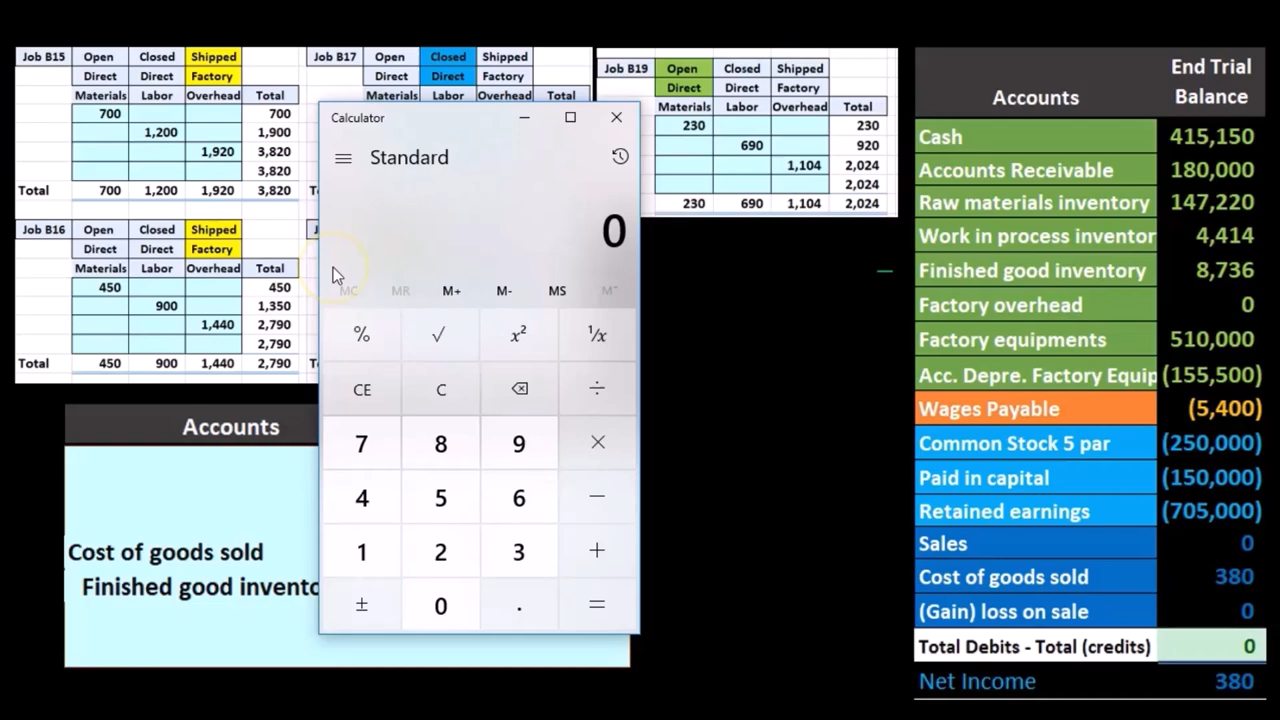 Job B15 Open Closed Shipped
Direct Direct Factory
Materials Labor Overhead Total
700 700
1,200 1,900
1,920 3,820
3,820
Total 700 1,200 1,920 3,820
Job B16 Open Closed Shipped
Direct Direct Factory
Materials Labor Overhead Total
450 450
900 1,350
1,440 2,790
2,790
Total 450 900 1,440 2,790
Job B17 Open Closed Shipped
Direct Direct Factory
Materials Labor Overhead Total
Job B19 Open Closed Shipped
Direct Direct Factory
Materials Labor Overhead Total
230 230
690 920
1,104 2,024
2,024
230 690 1,104 2,024
Calculator
Standard
0
MC MR M+ M- MS M˅
% √ x² ¹/x
CE C ⌫ ÷
7 8 9 ×
4 5 6 −
1 2 3 +
± 0 . =
Accounts
Cost of goods sold
Finished good invento
Accounts End Trial Balance
Cash 415,150
Accounts Receivable 180,000
Raw materials inventory 147,220
Work in process inventor 4,414
Finished good inventory 8,736
Factory overhead 0
Factory equipments 510,000
Acc. Depre. Factory Equip (155,500)
Wages Payable (5,400)
Common Stock 5 par (250,000)
Paid in capital (150,000)
Retained earnings (705,000)
Sales 0
Cost of goods sold 380
(Gain) loss on sale 0
Total Debits - Total (credits) 0
Net Income 380